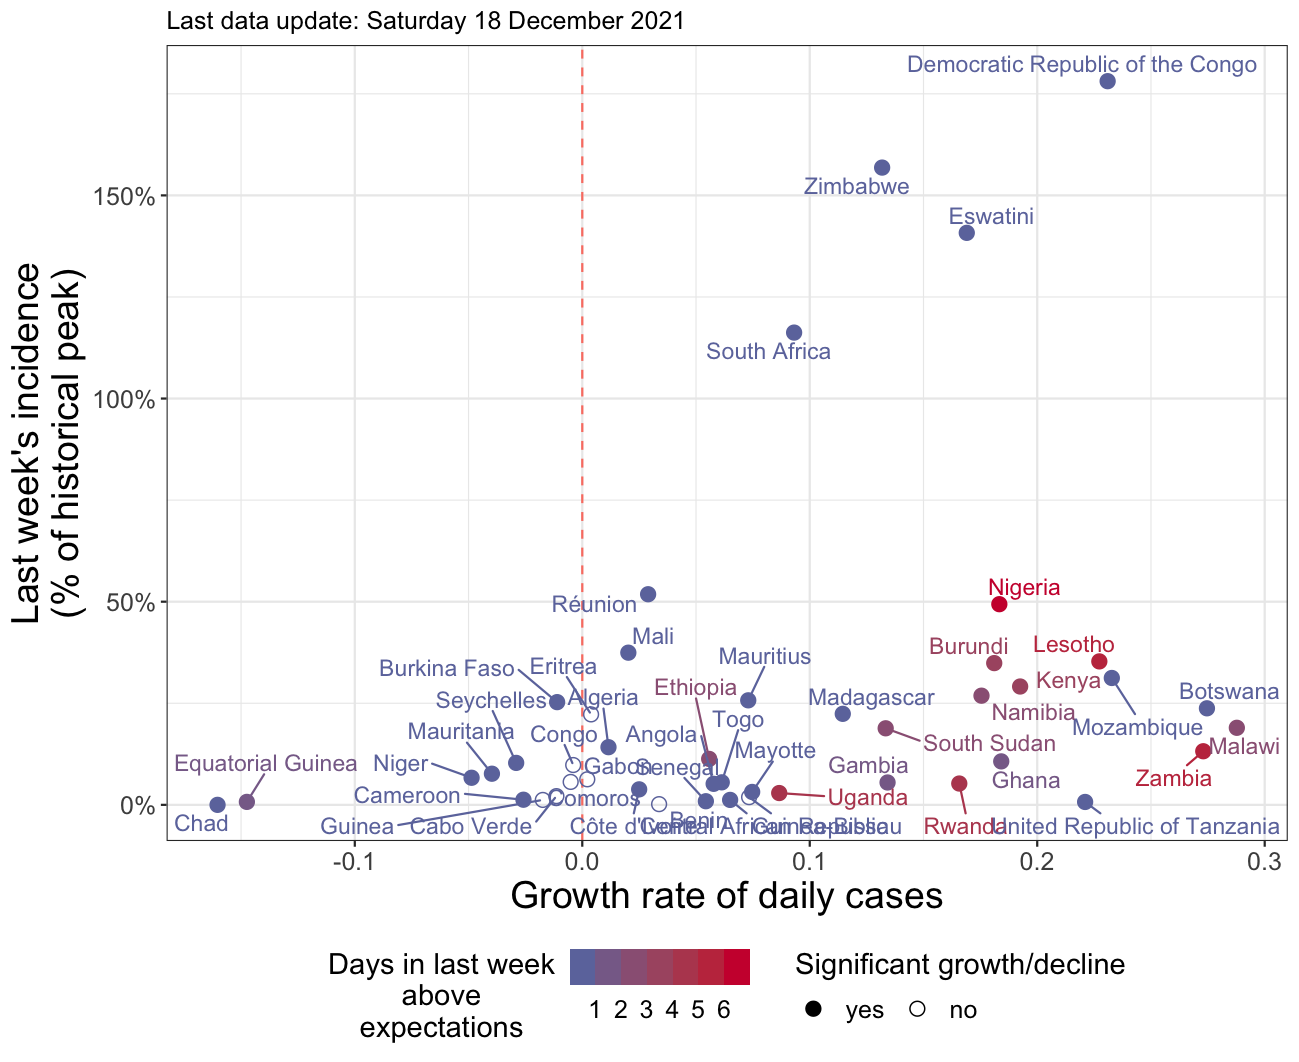 Last data update: Saturday 18 December 2021
Last week's incidence
(% of historical peak)
150%
100%
50%
0%
Democratic Republic of the Congo
Zimbabwe
Eswatini
South Africa
Réunion
Nigeria
Mali
Burundi
Lesotho
Mauritius
Burkina Faso
Eritrea
Ethiopia
Kenya
Seychelles
Algeria
Madagascar
Botswana
Namibia
Mauritania
Congo
Angola
Togo
Mozambique
South Sudan
Malawi
Equatorial Guinea
Niger
Gabon
Senegal
Mayotte
Gambia
Ghana
Zambia
Cameroon
Comoros
Uganda
Chad
Guinea
Cabo Verde
Côte d'Ivoire
Benin
Central African Republic
Guinea-Bissau
Rwanda
United Republic of Tanzania
-0.1
0.0
0.1
0.2
0.3
Growth rate of daily cases
Days in last week
above
expectations
1 2 3 4 5 6
Significant growth/decline
yes
no